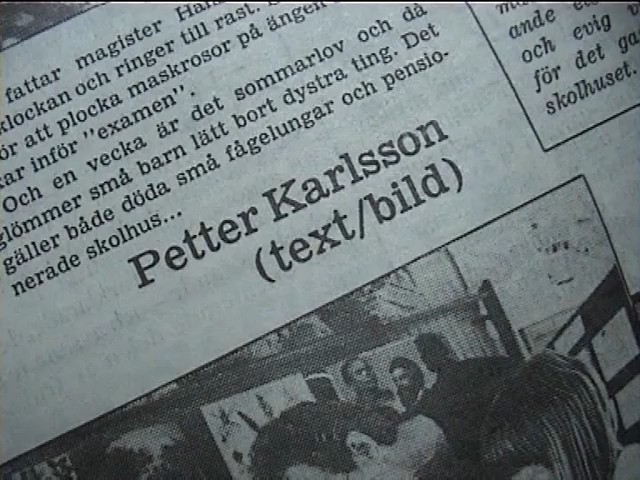 fattar magister
klockan och ringer till rast.
för att plocka maskrosor på ängen
inför "examen".
Och en vecka är det sommarlov och då
glömmer små barn lätt bort dystra ting. Det
gäller både döda små fågelungar och pensio-
nerade skolhus...
Petter Karlsson
(text/bild)
ande
och evig
för det
skolhuset.